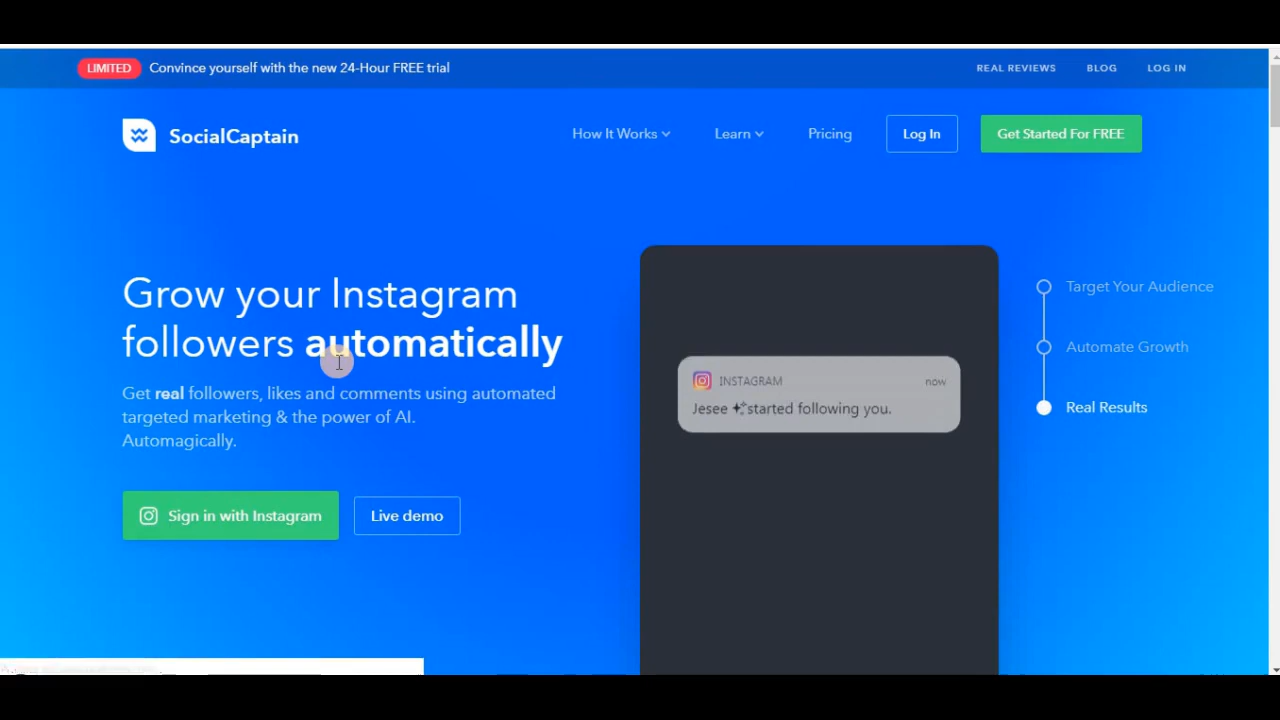 LIMITED Convince yourself with the new 24-Hour FREE trial
REAL REVIEWS BLOG LOG IN
SocialCaptain
How It Works Learn Pricing Log In Get Started For FREE
Grow your Instagram
followers automatically
Get real followers, likes and comments using automated
targeted marketing & the power of AI.
Automagically.
Sign in with Instagram Live demo
INSTAGRAM now
Jesee started following you.
Target Your Audience
Automate Growth
Real Results